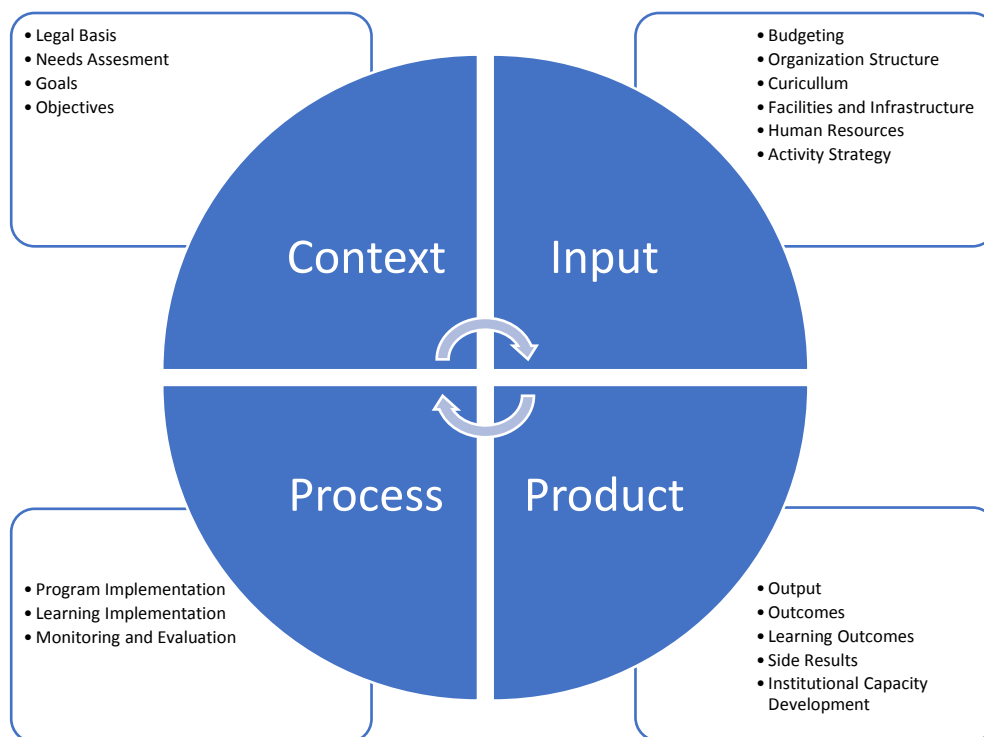 • Legal Basis
• Needs Assesment
• Goals
• Objectives
• Budgeting
• Organization Structure
• Curicullum
• Facilities and Infrastructure
• Human Resources
• Activity Strategy
Context
Input
Process
Product
• Program Implementation
• Learning Implementation
• Monitoring and Evaluation
• Output
• Outcomes
• Learning Outcomes
• Side Results
• Institutional Capacity
Development